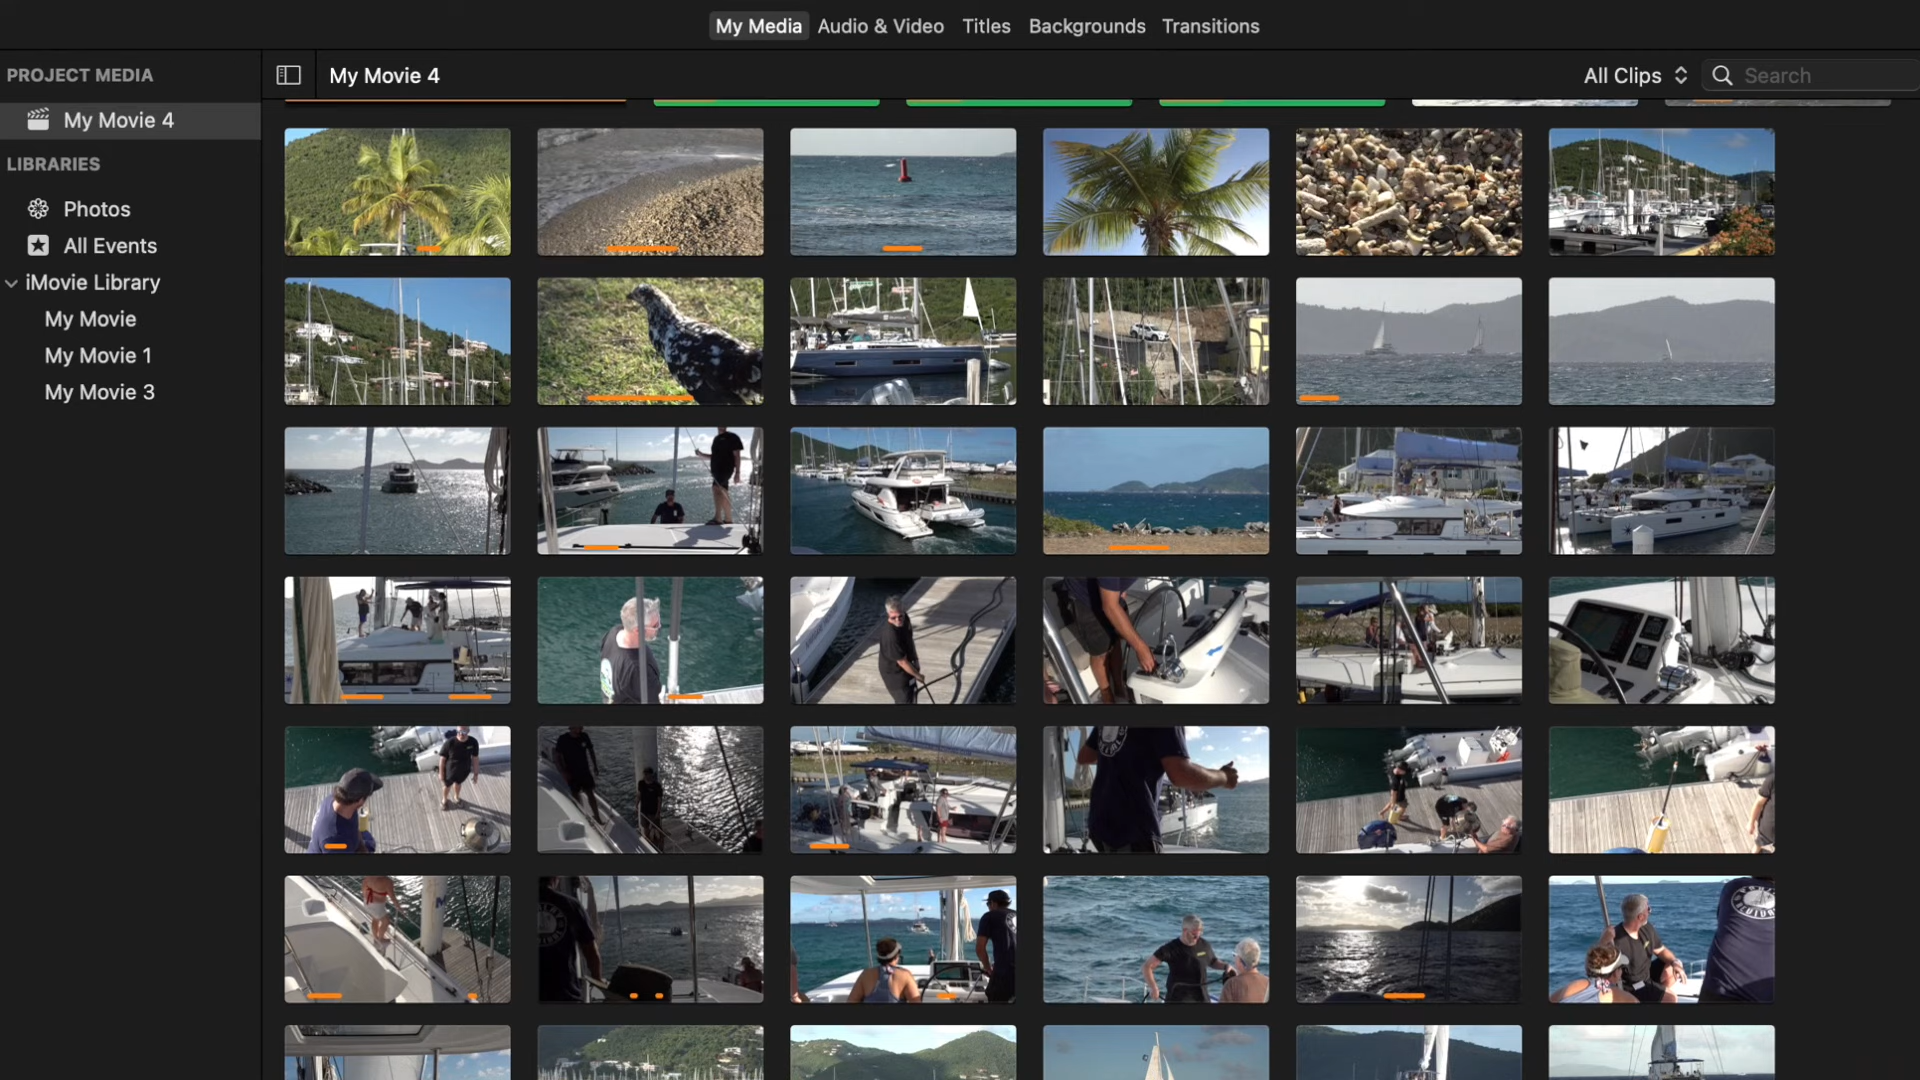 My Media Audio & Video Titles Backgrounds Transitions
PROJECT MEDIA
My Movie 4
All Clips
Search
My Movie 4
LIBRARIES
Photos
All Events
iMovie Library
My Movie
My Movie 1
My Movie 3